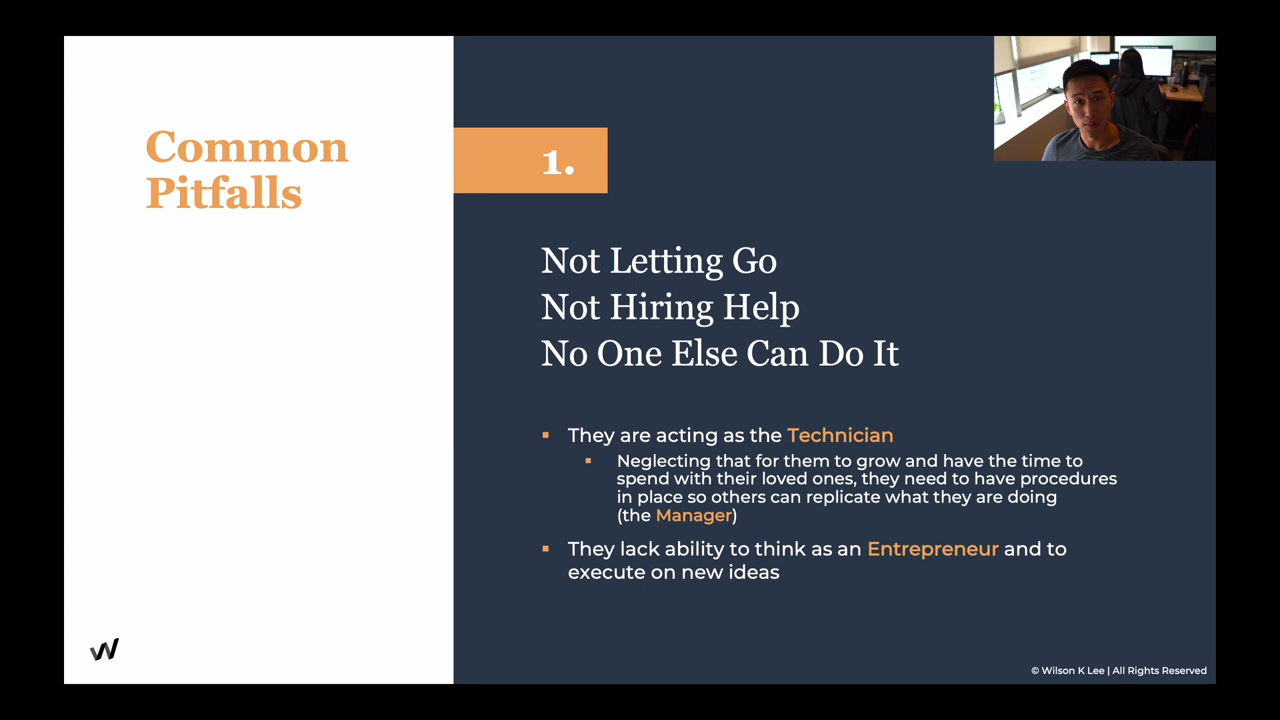 Common
Pitfalls
1.
Not Letting Go
Not Hiring Help
No One Else Can Do It
They are acting as the Technician
Neglecting that for them to grow and have the time to
spend with their loved ones, they need to have procedures
in place so others can replicate what they are doing
(the Manager)
They lack ability to think as an Entrepreneur and to
execute on new ideas
W
© Wilson K Lee | All Rights Reserved